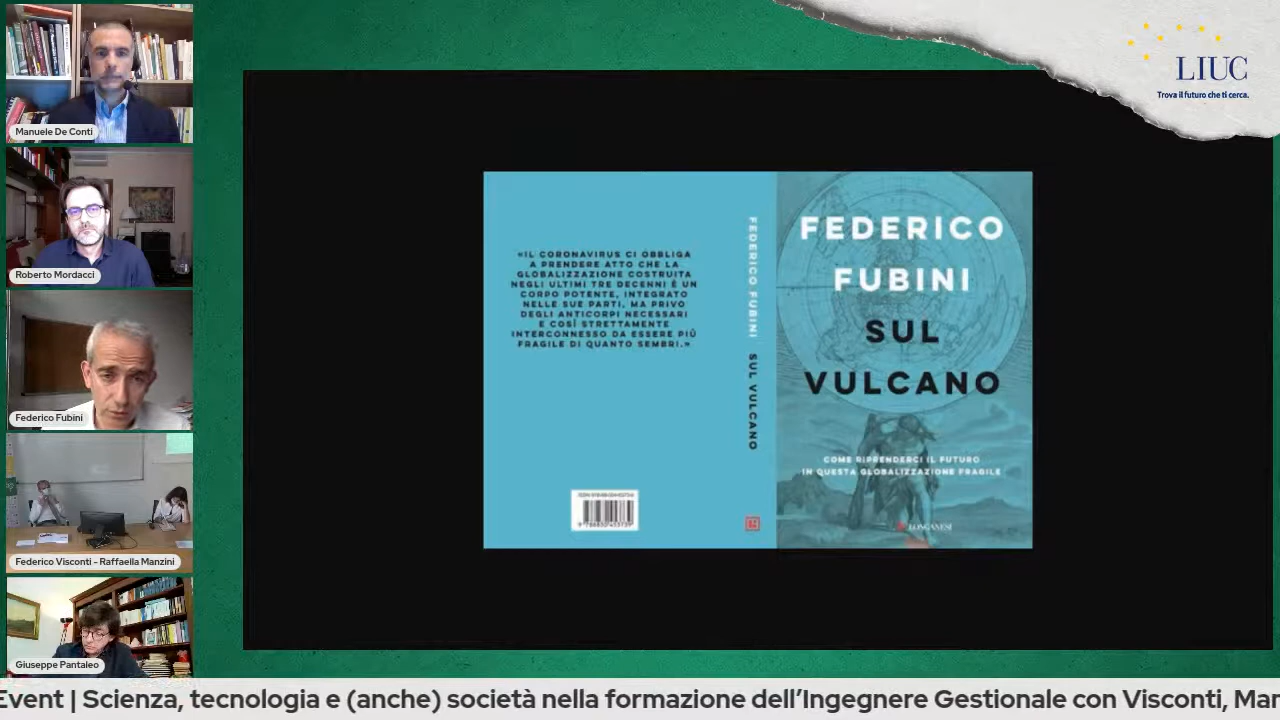 Manuele De Conti
Roberto Mordacci
Federico Fubini
Federico Visconti - Raffaella Manzini
Giuseppe Pantaleo
LIUC
Trova il futuro che ti cerca.
«IL CORONAVIRUS CI OBBLIGA
A PRENDERE ATTO CHE LA
GLOBALIZZAZIONE COSTRUITA
NEGLI ULTIMI TRE DECENNI È UN
CORPO POTENTE, INTEGRATO
NELLE SUE PARTI, MA PRIVO
DEGLI ANTICORPI NECESSARI
E COSÌ STRETTAMENTE
INTERCONNESSO DA ESSERE PIÙ
FRAGILE DI QUANTO SEMBRI.»
FEDERICO FUBINI SUL VULCANO
FEDERICO
FUBINI
SUL
VULCANO
COME RIPRENDERCI IL FUTURO
IN QUESTA GLOBALIZZAZIONE FRAGILE
LONGANESI
Event | Scienza, tecnologia e (anche) società nella formazione dell'Ingegnere Gestionale con Visconti, Man